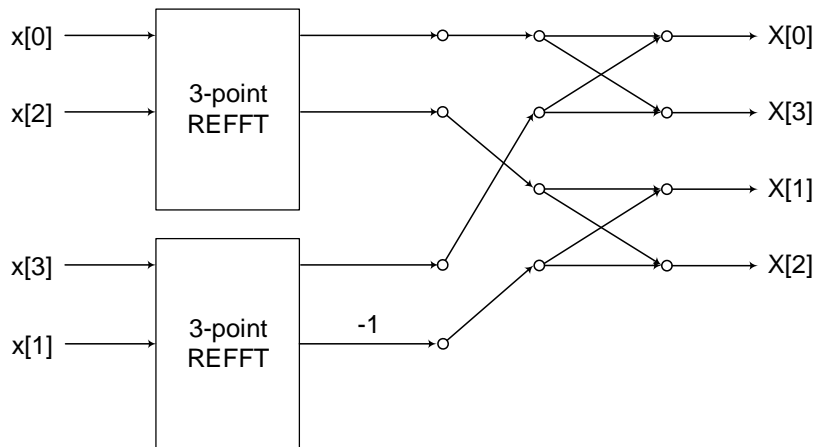 x[0]
x[2]
3-point
REFFT
x[3]
x[1]
3-point
REFFT
-1
X[0]
X[3]
X[1]
X[2]